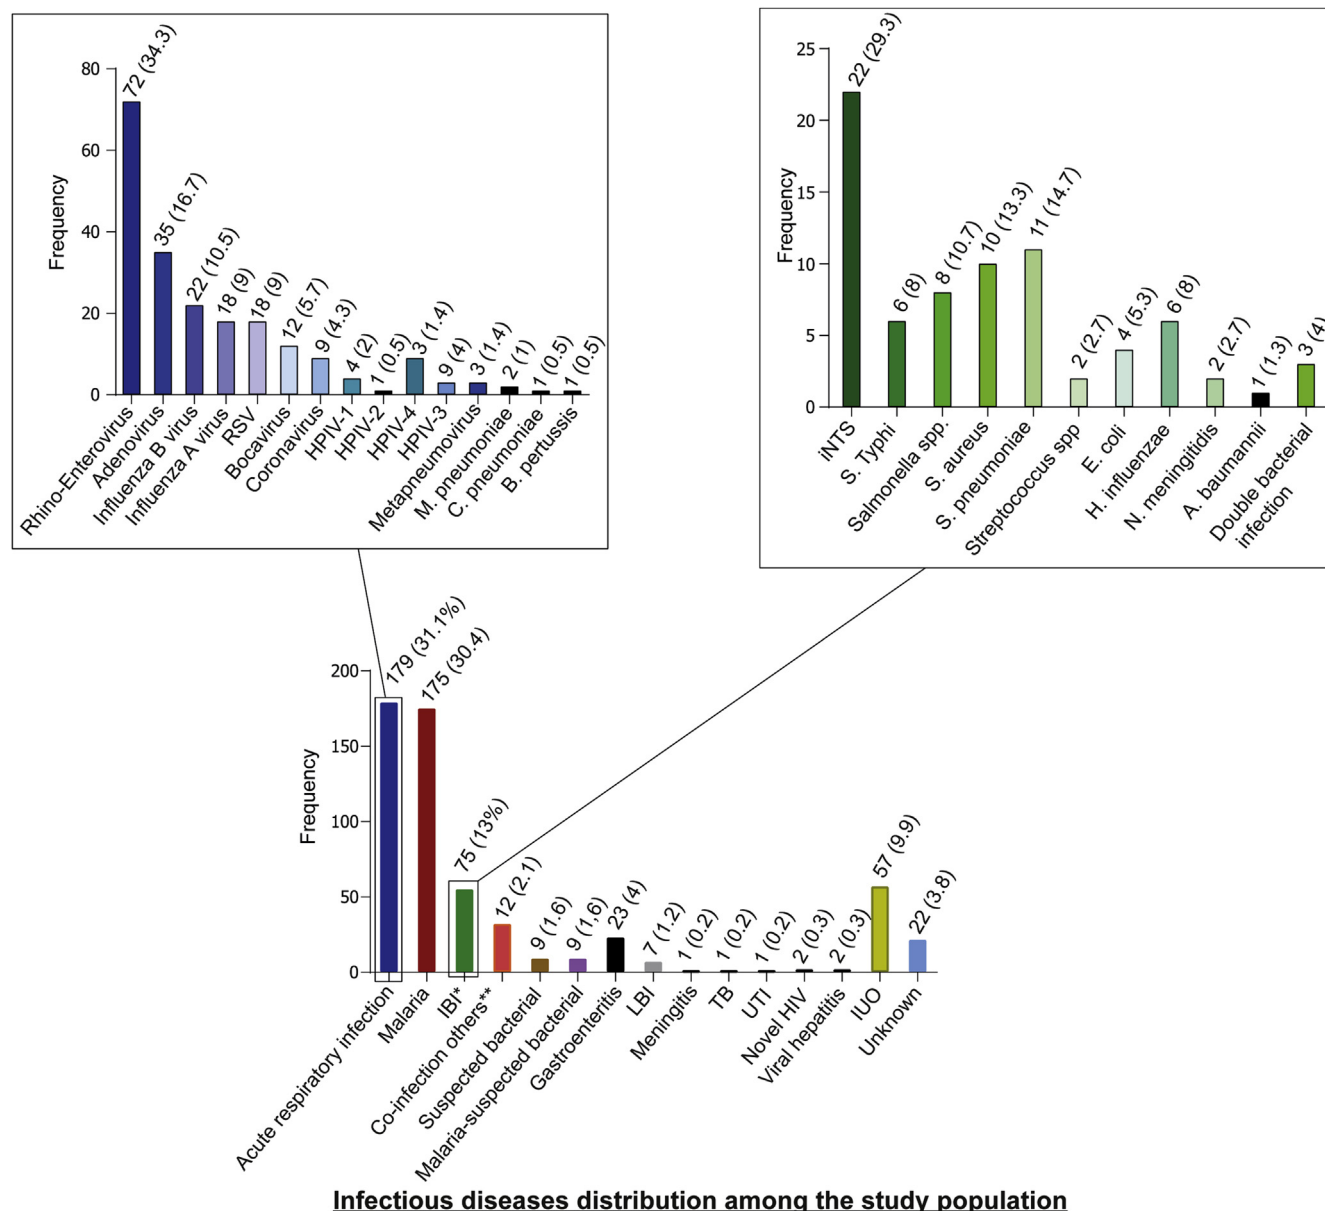 Frequency
80
60
40
20
0
72 (34.3)
35 (16.7)
22 (10.5)
18 (9)
18 (9)
12 (5.7)
9 (4.3)
4 (2)
1 (0.5)
3 (1.4)
9 (4)
3 (1.4)
2 (1)
1 (0.5)
1 (0.5)
Rhino-Enterovirus
Adenovirus
Influenza B virus
Influenza A virus
RSV
Bocavirus
Coronavirus
HPIV-1
HPIV-2
HPIV-4
HPIV-3
Metapneumovirus
M. pneumoniae
C. pneumoniae
B. pertussis
Frequency
25
20
15
10
5
0
22 (29.3)
6 (8)
8 (10.7)
10 (13.3)
11 (14.7)
2 (2.7)
4 (5.3)
6 (8)
2 (2.7)
1 (1.3)
3 (4)
iNTS
S. Typhi
Salmonella spp.
S. aureus
S. pneumoniae
Streptococcus spp
E. coli
H. influenzae
N. meningitidis
A. baumannii
Double bacterial
infection
Frequency
200
150
100
50
0
179 (31.1%)
175 (30.4)
75 (13%)
12 (2.1)
9 (1.6)
9 (1,6)
23 (4)
7 (1.2)
1 (0.2)
1 (0.2)
1 (0.2)
2 (0.3)
2 (0.3)
57 (9.9)
22 (3.8)
Acute respiratory infection
Malaria
IBI*
Co-infection others**
Suspected bacterial
Malaria-suspected bacterial
Gastroenteritis
LBI
Meningitis
TB
UTI
Novel HIV
Viral hepatitis
IUO
Unknown
Infectious diseases distribution among the study population